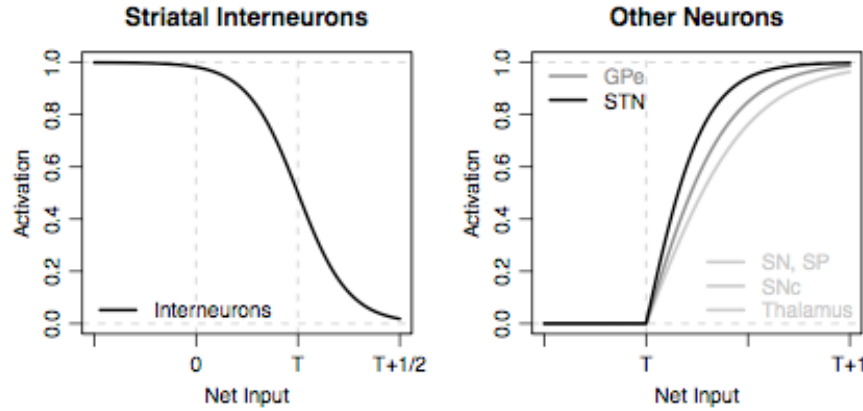 Striatal Interneurons
Activation
0.0
0.2
0.4
0.6
0.8
1.0
Interneurons
0
T
T+1/2
Net Input
Other Neurons
Activation
0.0
0.2
0.4
0.6
0.8
1.0
GPe
STN
SN, SP
SNc
Thalamus
T
T+1
Net Input